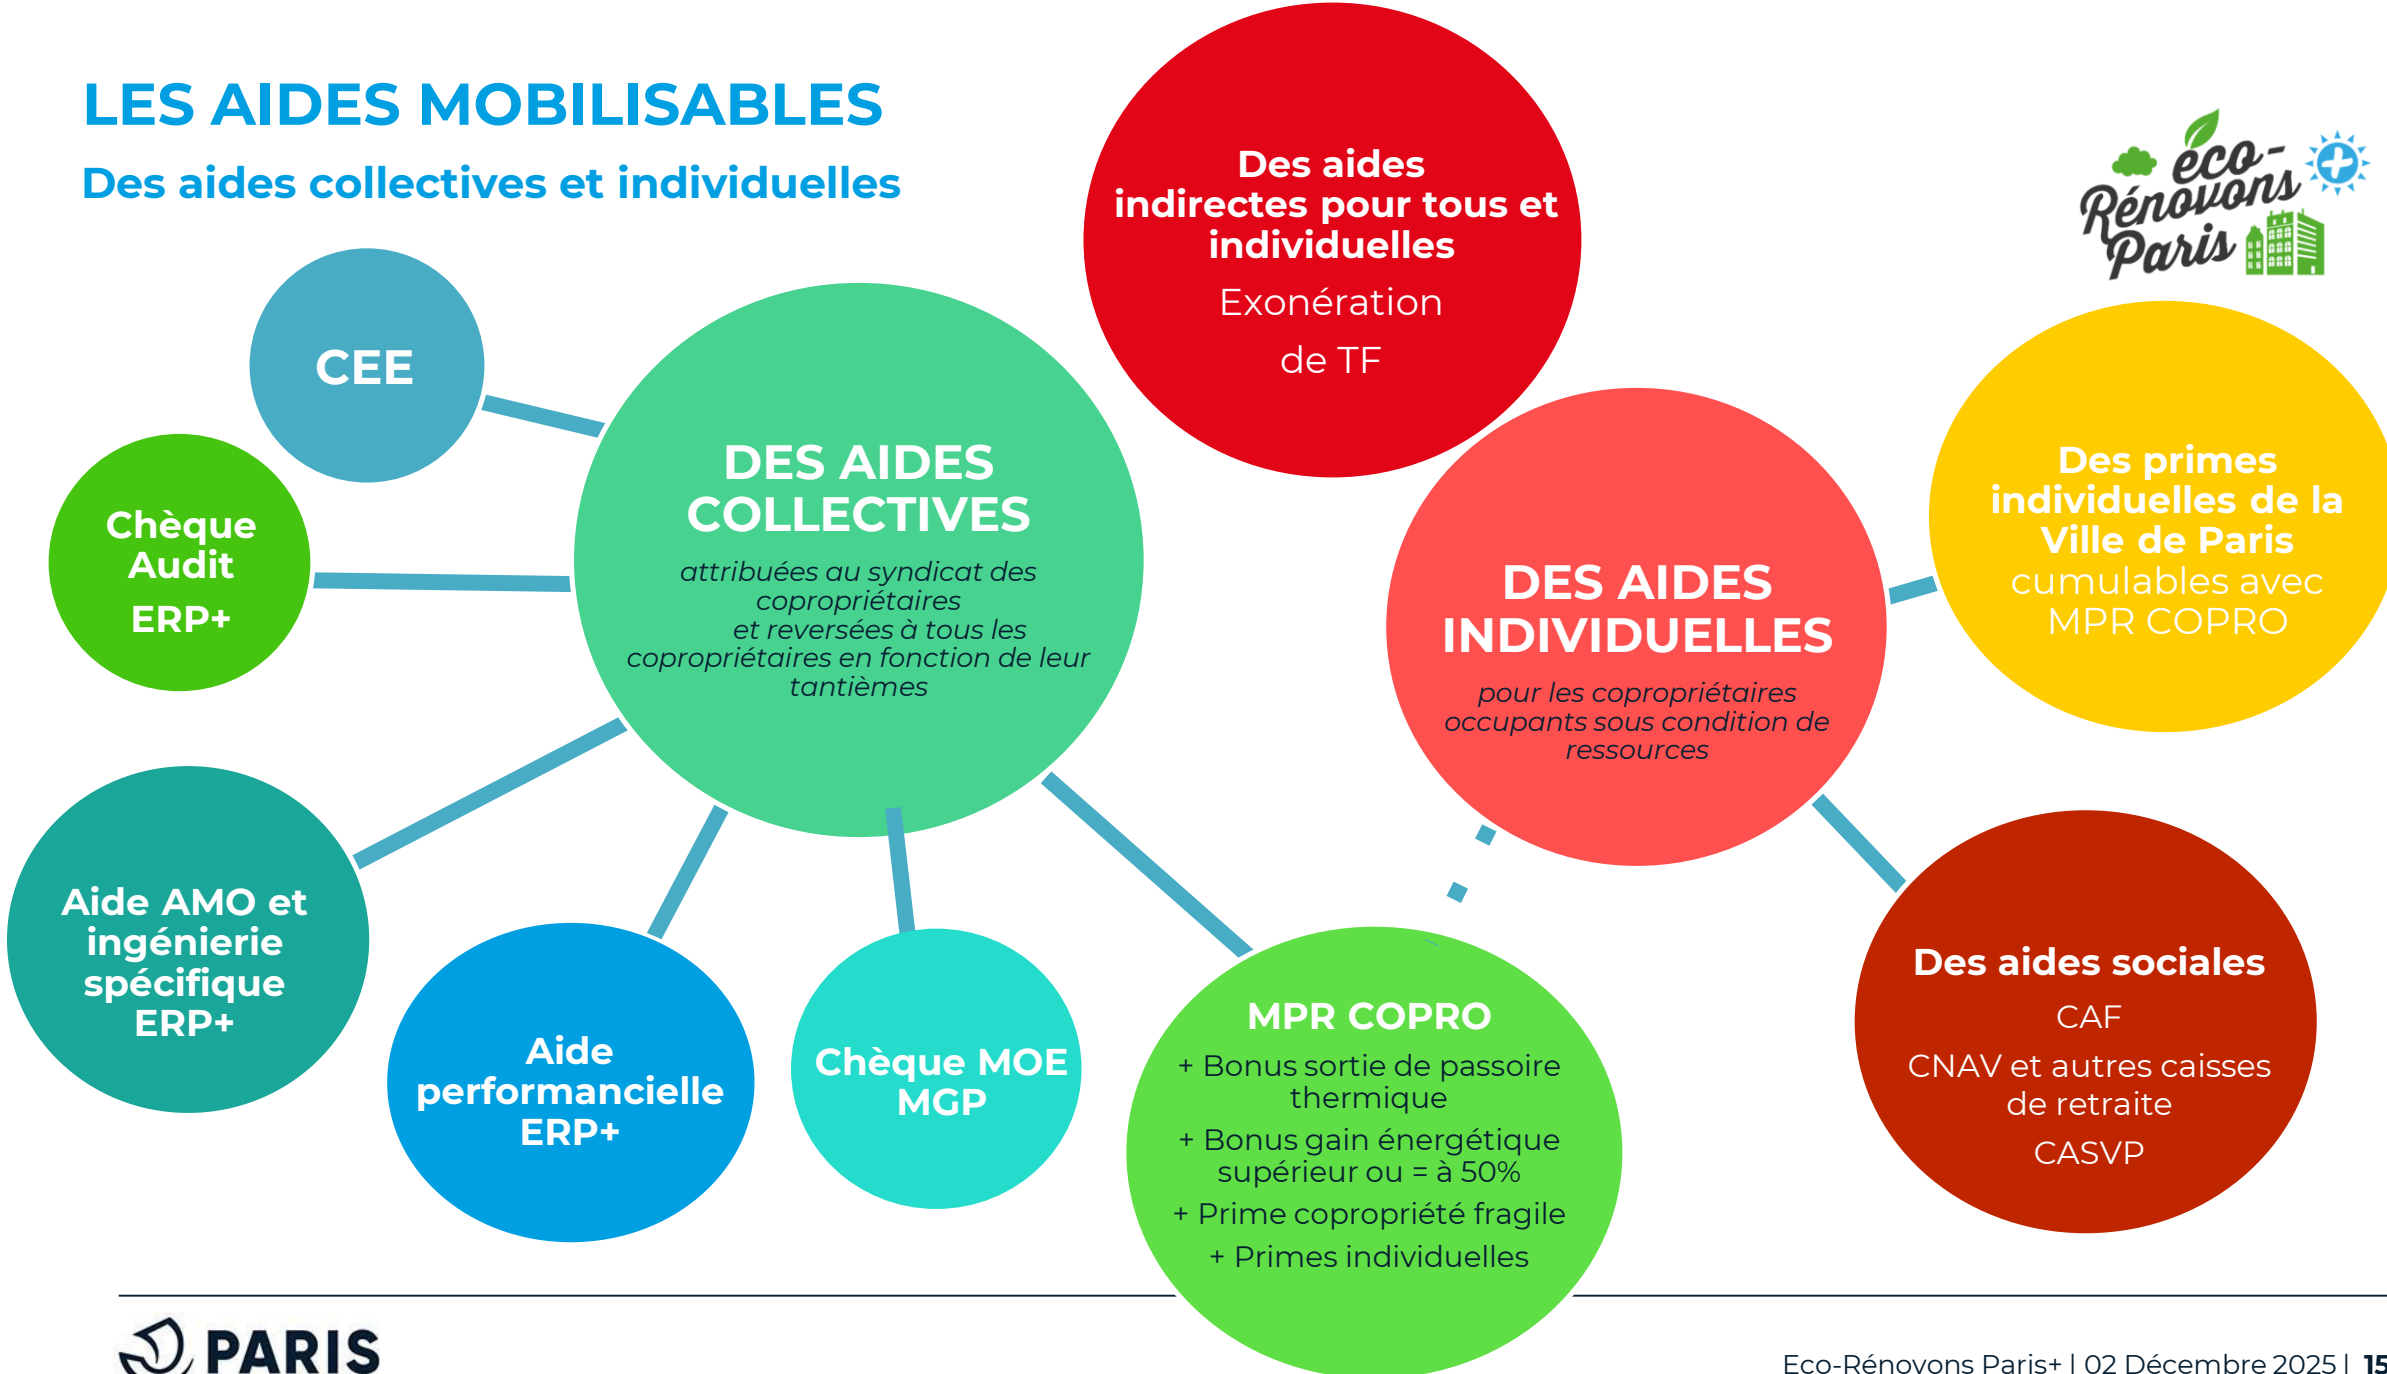 LES AIDES MOBILISABLES
Des aides collectives et individuelles
Des aides
indirectes pour tous et
individuelles
Exonération
de TF
éco-
Rénovons
Paris
+
CEE
Chèque
Audit
ERP+
DES AIDES
COLLECTIVES
attribuées au syndicat des
copropriétaires
et reversées à tous les
copropriétaires en fonction de leur
tantièmes
DES AIDES
INDIVIDUELLES
pour les copropriétaires
occupants sous condition de
ressources
Des primes
individuelles de la
Ville de Paris
cumulables avec
MPR COPRO
Aide AMO et
ingénierie
spécifique
ERP+
Aide
performancielle
ERP+
Chèque MOE
MGP
MPR COPRO
+ Bonus sortie de passoire
thermique
+ Bonus gain énergétique
supérieur ou = à 50%
+ Prime copropriété fragile
+ Primes individuelles
Des aides sociales
CAF
CNAV et autres caisses
de retraite
CASVP
PARIS
Eco-Rénovons Paris+ l 02 Décembre 2025 l 15